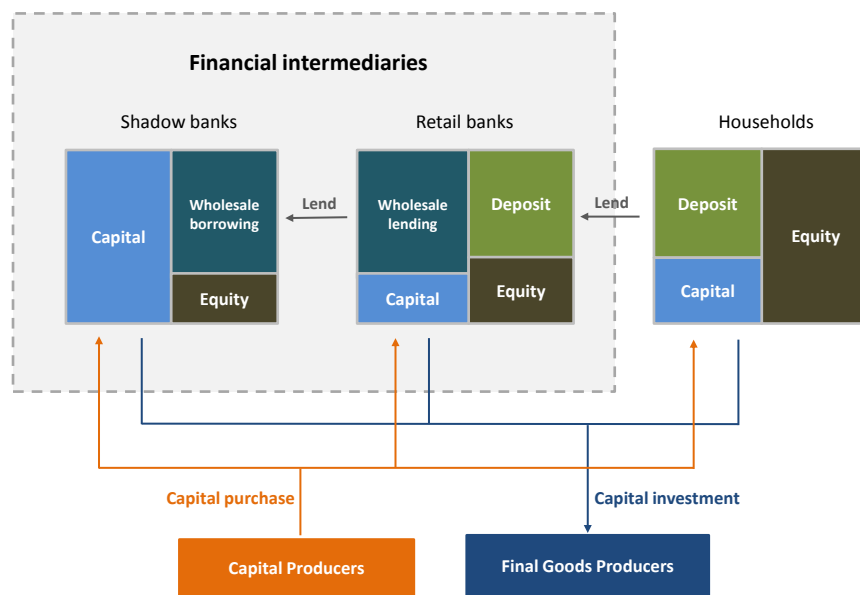 Financial intermediaries
Shadow banks
Retail banks
Households
Capital
Wholesale
borrowing
Equity
Lend
Wholesale
lending
Deposit
Capital
Equity
Lend
Deposit
Capital
Equity
Capital purchase
Capital investment
Capital Producers
Final Goods Producers